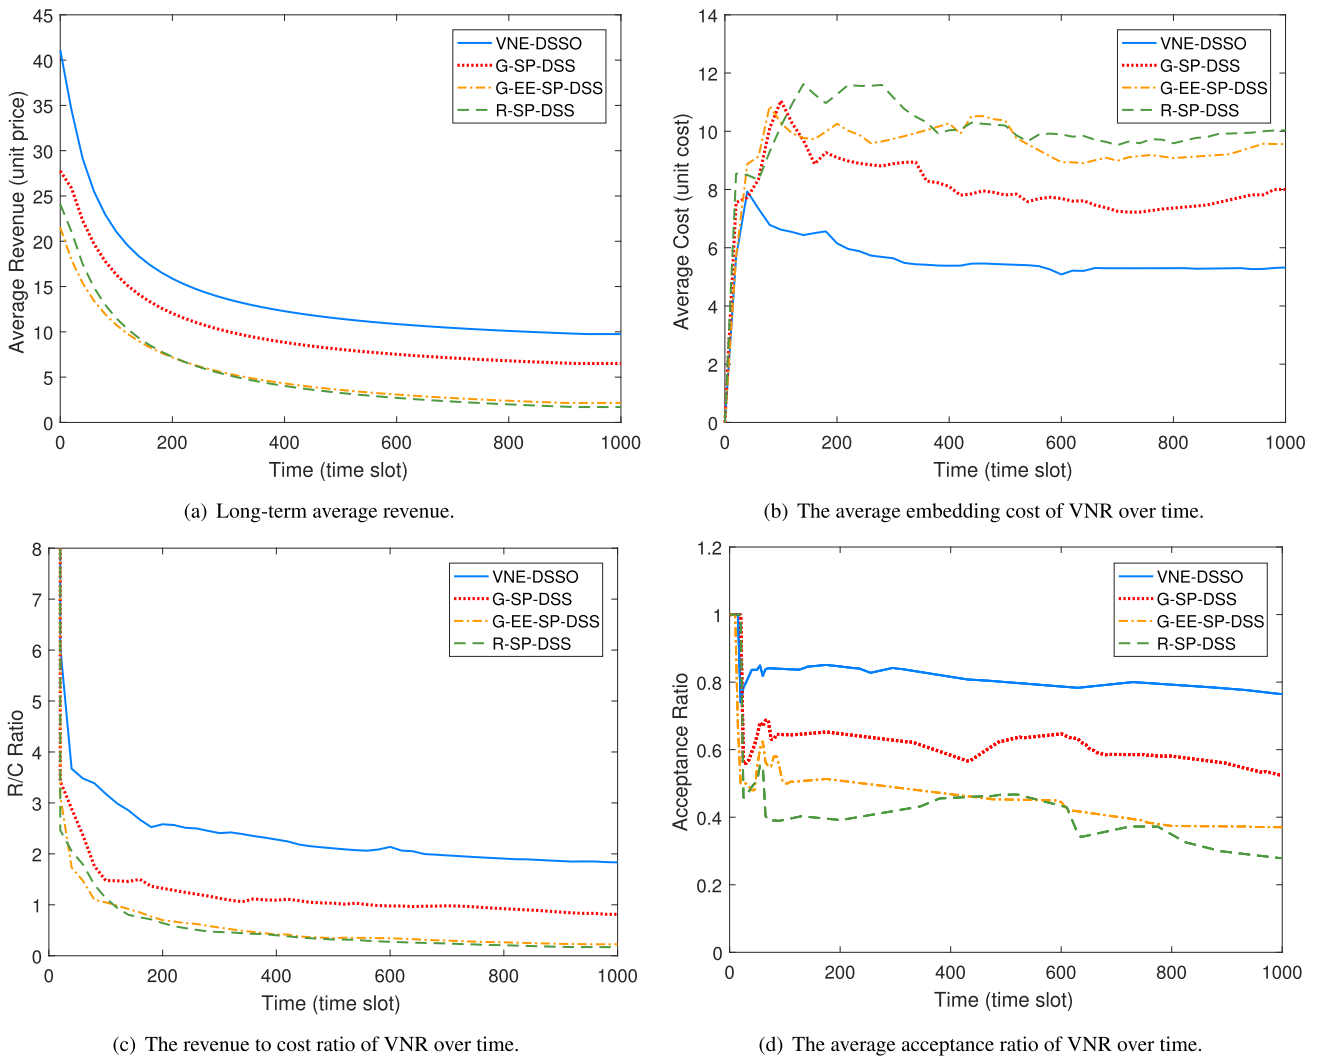 45
40
35
30
25
20
15
10
5
0
Average Revenue (unit price)
VNE-DSSO
G-SP-DSS
G-EE-SP-DSS
R-SP-DSS
0 200 400 600 800 1000
Time (time slot)
(a) Long-term average revenue.
14
12
10
8
6
4
2
0
Average Cost (unit cost)
VNE-DSSO
G-SP-DSS
G-EE-SP-DSS
R-SP-DSS
0 200 400 600 800 1000
Time (time slot)
(b) The average embedding cost of VNR over time.
8
7
6
5
4
3
2
1
0
R/C Ratio
VNE-DSSO
G-SP-DSS
G-EE-SP-DSS
R-SP-DSS
0 200 400 600 800 1000
Time (time slot)
(c) The revenue to cost ratio of VNR over time.
1.2
1
0.8
0.6
0.4
0.2
0
Acceptance Ratio
VNE-DSSO
G-SP-DSS
G-EE-SP-DSS
R-SP-DSS
0 200 400 600 800 1000
Time (time slot)
(d) The average acceptance ratio of VNR over time.